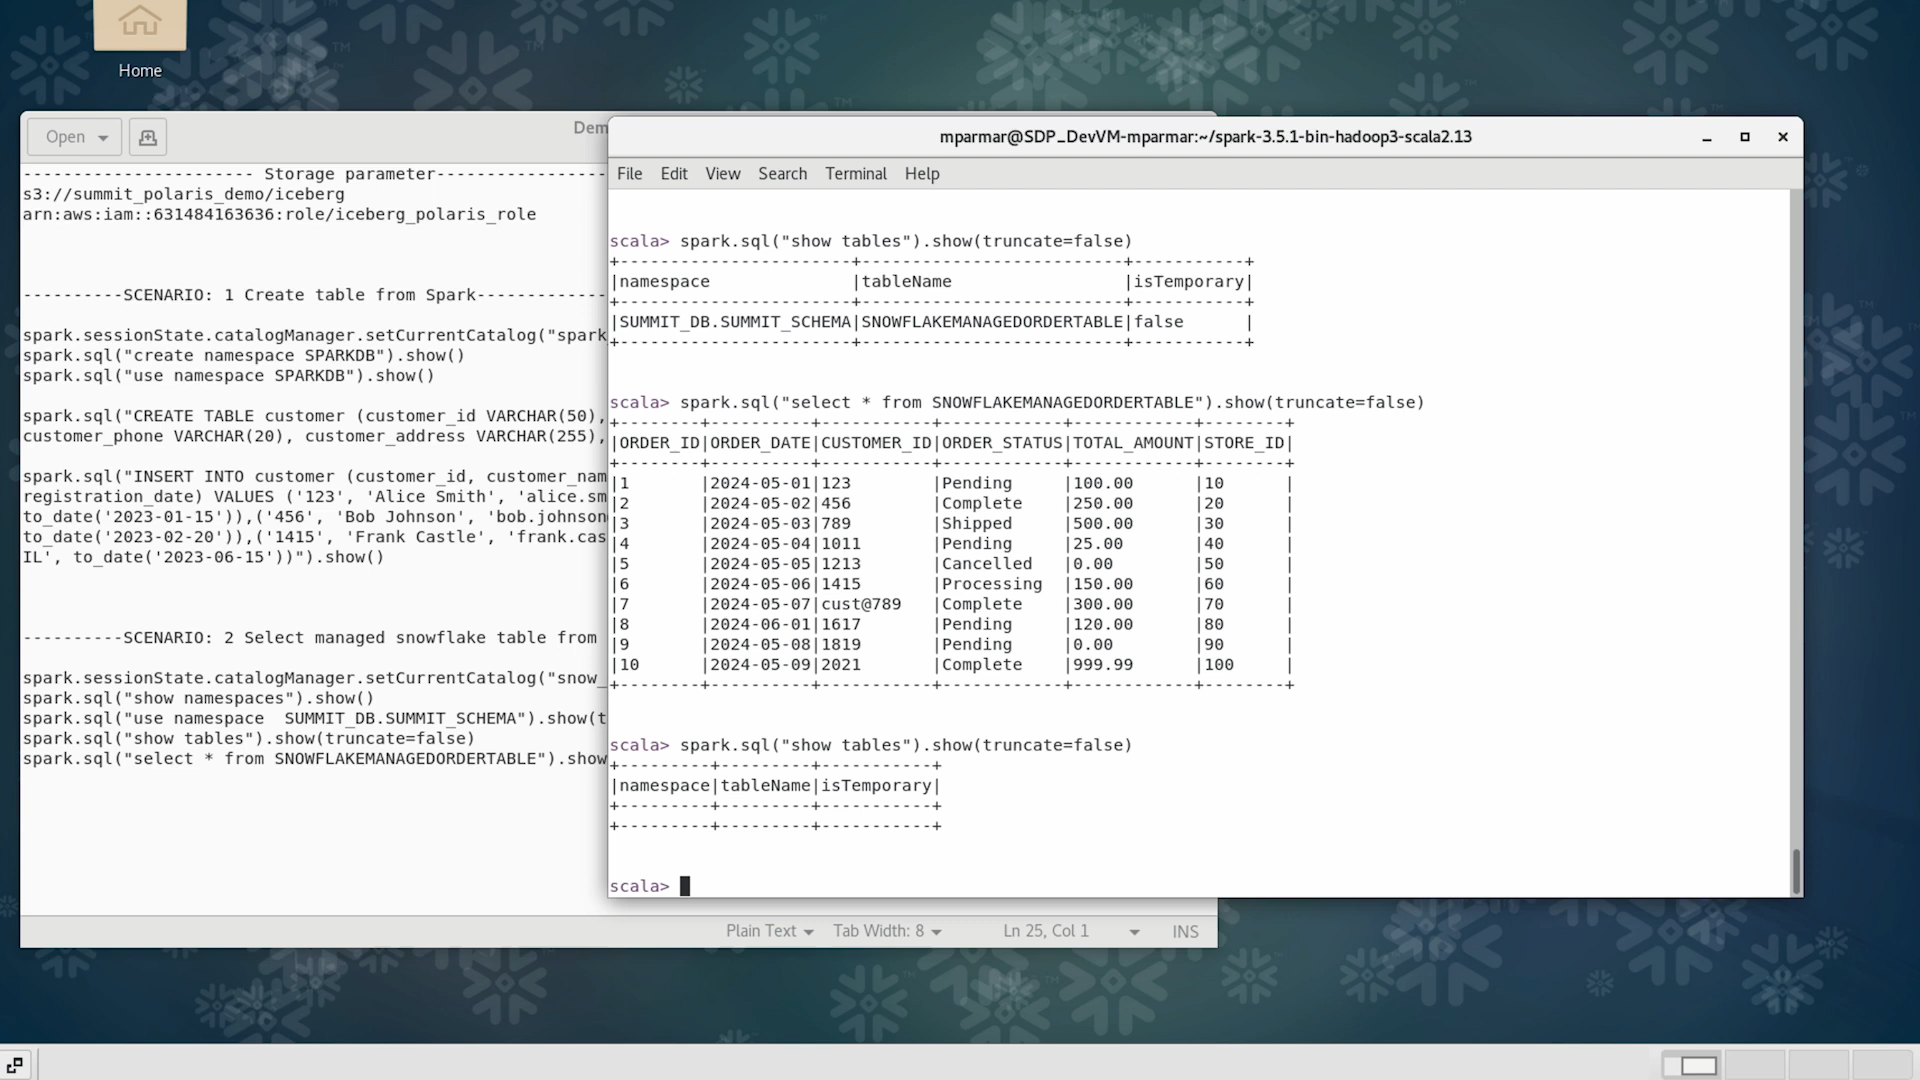 Home
Open
Dem
----------------------- Storage parameter-----------------
s3://summit_polaris_demo/iceberg
arn:aws:iam::631484163636:role/iceberg_polaris_role
----------SCENARIO: 1 Create table from Spark-------------
spark.sessionState.catalogManager.setCurrentCatalog("spark
spark.sql("create namespace SPARKDB").show()
spark.sql("use namespace SPARKDB").show()
spark.sql("CREATE TABLE customer (customer_id VARCHAR(50),
customer_phone VARCHAR(20), customer_address VARCHAR(255),
spark.sql("INSERT INTO customer (customer_id, customer_nam
registration_date) VALUES ('123', 'Alice Smith', 'alice.sm
to_date('2023-01-15')),('456', 'Bob Johnson', 'bob.johnson
to_date('2023-02-20')),('1415', 'Frank Castle', 'frank.cas
IL', to_date('2023-06-15'))").show()
----------SCENARIO: 2 Select managed snowflake table from
spark.sessionState.catalogManager.setCurrentCatalog("snow_
spark.sql("show namespaces").show()
spark.sql("use namespace  SUMMIT_DB.SUMMIT_SCHEMA").show(t
spark.sql("show tables").show(truncate=false)
spark.sql("select * from SNOWFLAKEMANAGEDORDERTABLE").show
Plain Text Tab Width: 8 Ln 25, Col 1 INS
mparmar@SDP_DevVM-mparmar:~/spark-3.5.1-bin-hadoop3-scala2.13
File Edit View Search Terminal Help
scala> spark.sql("show tables").show(truncate=false)
+------------------------+--------------------------+-----------+
|namespace               |tableName                 |isTemporary|
+------------------------+--------------------------+-----------+
|SUMMIT_DB.SUMMIT_SCHEMA|SNOWFLAKEMANAGEDORDERTABLE|false      |
+------------------------+--------------------------+-----------+
scala> spark.sql("select * from SNOWFLAKEMANAGEDORDERTABLE").show(truncate=false)
+--------+----------+-----------+------------+------------+--------+
|ORDER_ID|ORDER_DATE|CUSTOMER_ID|ORDER_STATUS|TOTAL_AMOUNT|STORE_ID|
+--------+----------+-----------+------------+------------+--------+
|1       |2024-05-01|123        |Pending     |100.00      |10      |
|2       |2024-05-02|456        |Complete    |250.00      |20      |
|3       |2024-05-03|789        |Shipped     |500.00      |30      |
|4       |2024-05-04|1011       |Pending     |25.00       |40      |
|5       |2024-05-05|1213       |Cancelled   |0.00        |50      |
|6       |2024-05-06|1415       |Processing  |150.00      |60      |
|7       |2024-05-07|cust@789   |Complete    |300.00      |70      |
|8       |2024-06-01|1617       |Pending     |120.00      |80      |
|9       |2024-05-08|1819       |Pending     |0.00        |90      |
|10      |2024-05-09|2021       |Complete    |999.99      |100     |
+--------+----------+-----------+------------+------------+--------+
scala> spark.sql("show tables").show(truncate=false)
+---------+---------+-----------+
|namespace|tableName|isTemporary|
+---------+---------+-----------+
+---------+---------+-----------+
scala>